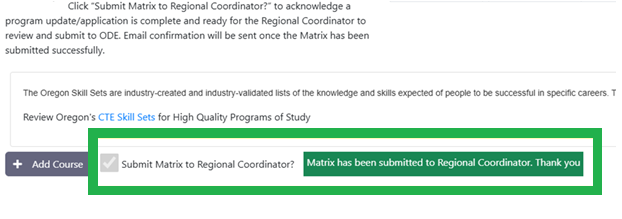 Click “Submit Matrix to Regional Coordinator?” to acknowledge a
program update/application is complete and ready for the Regional Coordinator to
review and submit to ODE. Email confirmation will be sent once the Matrix has been
submitted successfully.
The Oregon Skill Sets are industry-created and industry-validated lists of the knowledge and skills expected of people to be successful in specific careers. T
Review Oregon's CTE Skill Sets for High Quality Programs of Study
+ Add Course Submit Matrix to Regional Coordinator? Matrix has been submitted to Regional Coordinator. Thank you